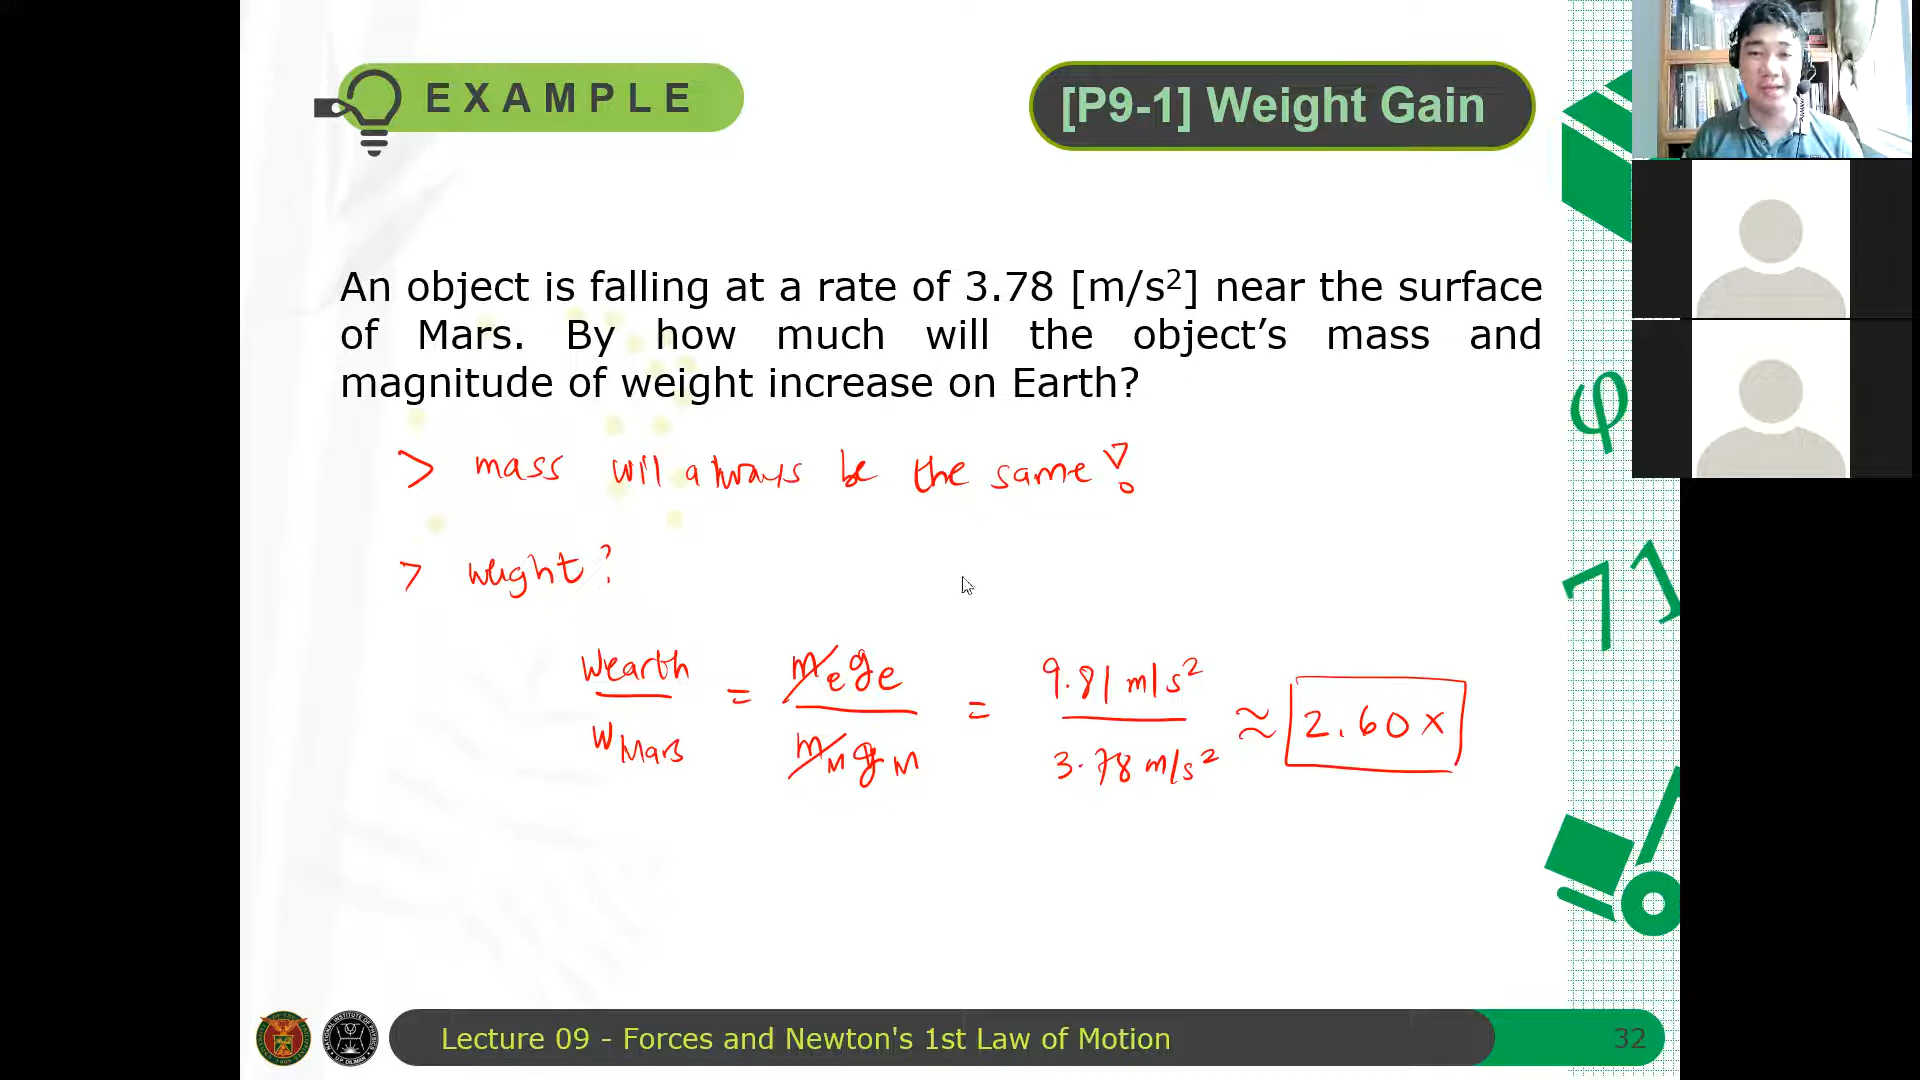 EXAMPLE
[P9-1] Weight Gain
An object is falling at a rate of 3.78 [m/s²] near the surface
of Mars. By how much will the object’s mass and
magnitude of weight increase on Earth?
> mass will always be the same!
> weight?
Wearth / WMars = mege / mMgM = 9.81 m/s² / 3.78 m/s² ≈ 2.60 x
Lecture 09 - Forces and Newton's 1st Law of Motion
32